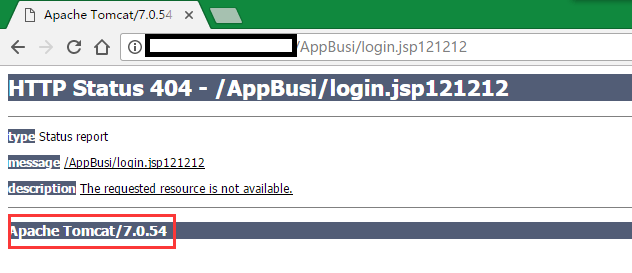 Apache Tomcat/7.0.54
/AppBusi/login.jsp121212
HTTP Status 404 - /AppBusi/login.jsp121212
type Status report
message /AppBusi/login.jsp121212
description The requested resource is not available.
Apache Tomcat/7.0.54